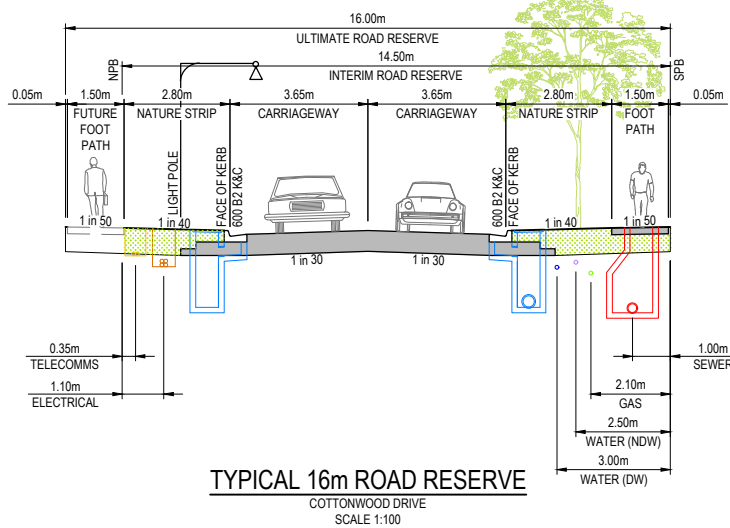 16.00m
ULTIMATE ROAD RESERVE
NPB
14.50m
INTERIM ROAD RESERVE
SPB
0.05m
1.50m
2.80m
3.65m
3.65m
2.80m
1.50m
0.05m
FUTURE
FOOT
PATH
NATURE STRIP
CARRIAGEWAY
CARRIAGEWAY
NATURE STRIP
FOOT
PATH
LIGHT POLE
FACE OF KERB
600 B2 K&C
600 B2 K&C
FACE OF KERB
1 in 50
1 in 40
1 in 40
1 in 50
1 in 30
1 in 30
0.35m
TELECOMMS
1.10m
ELECTRICAL
1.00m
SEWER
2.10m
GAS
2.50m
WATER (NDW)
3.00m
WATER (DW)
TYPICAL 16m ROAD RESERVE
COTTONWOOD DRIVE
SCALE 1:100